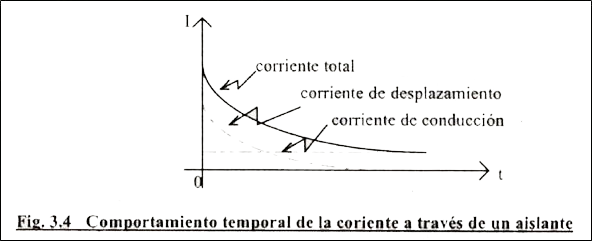 I
corriente total
corriente de desplazamiento
corriente de conducción
0
t
Fig. 3.4 Comportamiento temporal de la coriente a través de un aislante